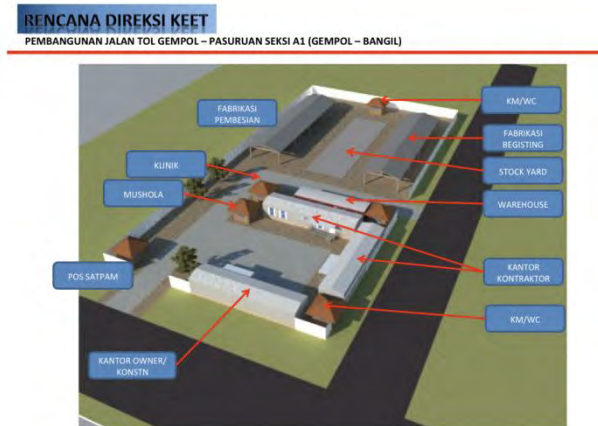 RENCANA DIREKSI KEET
PEMBANGUNAN JALAN TOL GEMPOL – PASURUAN SEKSI A1 (GEMPOL – BANGIL)
KM/WC
FABRIKASI
PEMBESIAN
FABRIKASI
BEGISTING
KLINIK
STOCK YARD
MUSHOLA
WAREHOUSE
POS SATPAM
KANTOR
KONTRAKTOR
KM/WC
KANTOR OWNER/
KONSTN